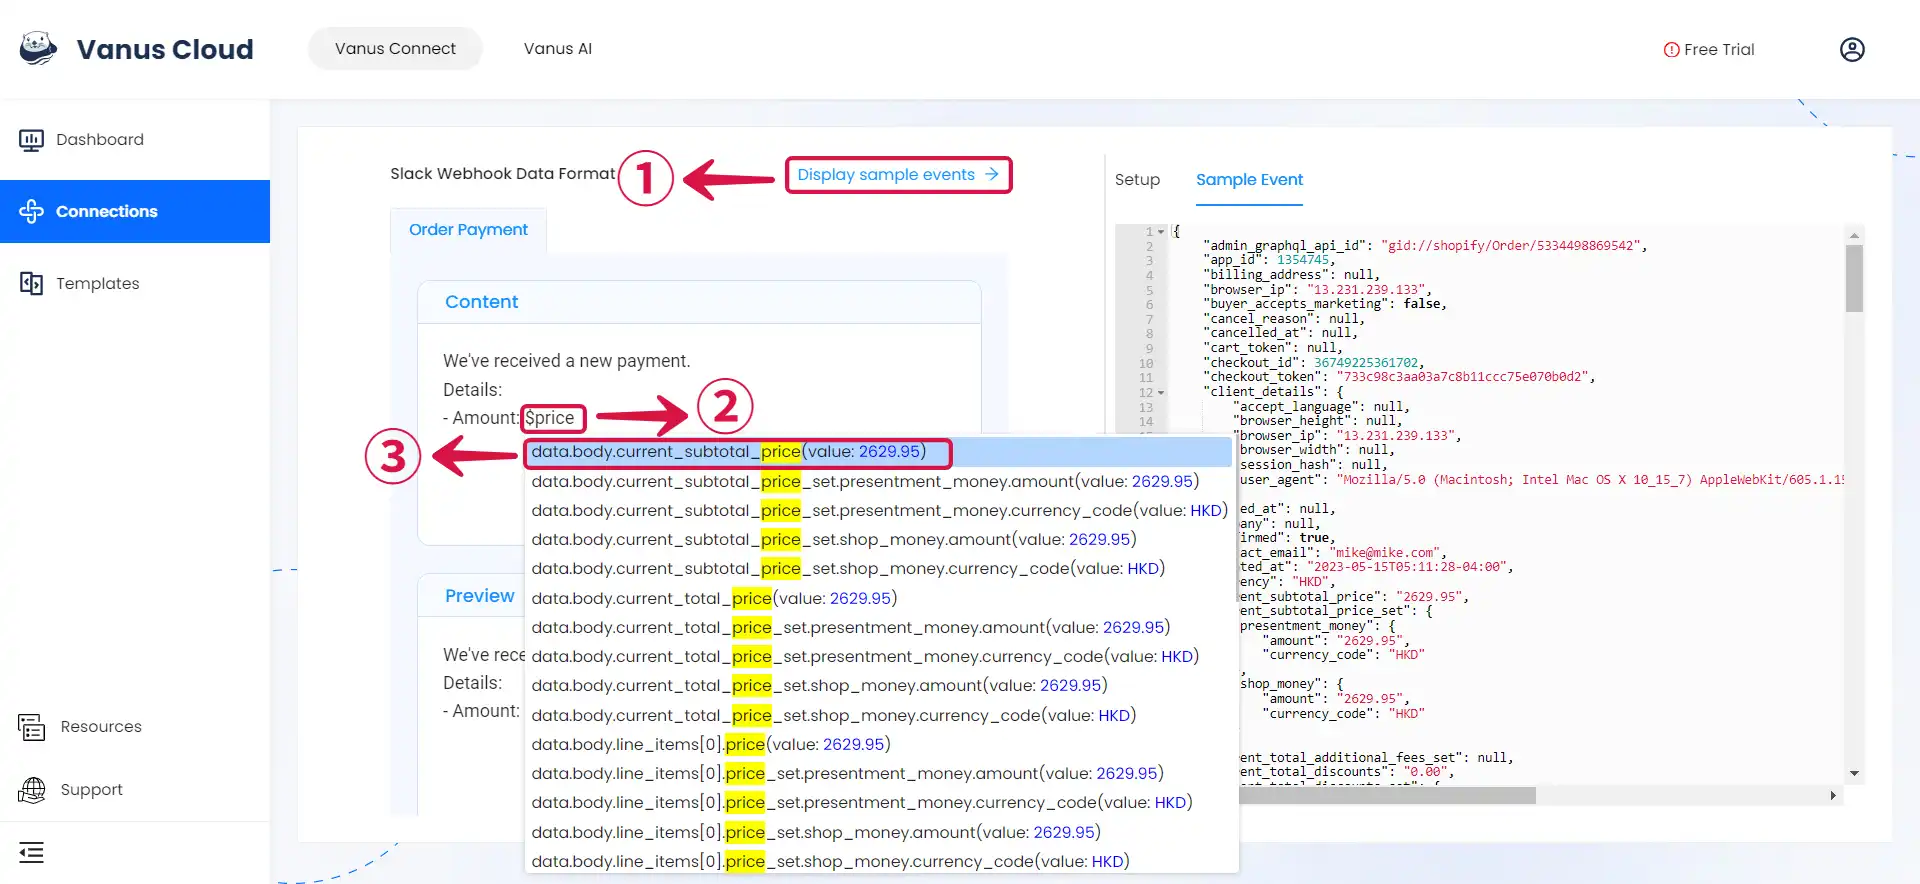 Vanus Cloud
Vanus Connect
Vanus AI
Free Trial
Dashboard
Connections
Templates
Resources
Support
Slack Webhook Data Format
1
Display sample events →
Order Payment
Content
We've received a new payment.
Details:
- Amount: $price
2
3
data.body.current_subtotal_price(value: 2629.95)
data.body.current_subtotal_price_set.presentment_money.amount(value: 2629.95)
data.body.current_subtotal_price_set.presentment_money.currency_code(value: HKD)
data.body.current_subtotal_price_set.shop_money.amount(value: 2629.95)
data.body.current_subtotal_price_set.shop_money.currency_code(value: HKD)
data.body.current_total_price(value: 2629.95)
data.body.current_total_price_set.presentment_money.amount(value: 2629.95)
data.body.current_total_price_set.presentment_money.currency_code(value: HKD)
data.body.current_total_price_set.shop_money.amount(value: 2629.95)
data.body.current_total_price_set.shop_money.currency_code(value: HKD)
data.body.line_items[0].price(value: 2629.95)
data.body.line_items[0].price_set.presentment_money.amount(value: 2629.95)
data.body.line_items[0].price_set.presentment_money.currency_code(value: HKD)
data.body.line_items[0].price_set.shop_money.amount(value: 2629.95)
data.body.line_items[0].price_set.shop_money.currency_code(value: HKD)
Preview
We've rece
Details:
- Amount:
Setup
Sample Event
1 {
2 "admin_graphql_api_id": "gid://shopify/Order/5334498869542",
3 "app_id": 1354745,
4 "billing_address": null,
5 "browser_ip": "13.231.239.133",
6 "buyer_accepts_marketing": false,
7 "cancel_reason": null,
8 "cancelled_at": null,
9 "cart_token": null,
10 "checkout_id": 36749225361702,
11 "checkout_token": "733c98c3aa03a7c8b11ccc75e070b0d2",
12 "client_details": {
13 "accept_language": null,
14 "browser_height": null,
browser_ip": "13.231.239.133",
browser_width": null,
session_hash": null,
user_agent": "Mozilla/5.0 (Macintosh; Intel Mac OS X 10_15_7) AppleWebKit/605.1.15
ed_at": null,
any": null,
firmed": true,
act_email": "mike@mike.com",
ted_at": "2023-05-15T05:11:28-04:00",
ency": "HKD",
ent_subtotal_price": "2629.95",
ent_subtotal_price_set": {
presentment_money": {
"amount": "2629.95",
"currency_code": "HKD"
,
shop_money": {
"amount": "2629.95",
"currency_code": "HKD"
ent_total_additional_fees_set": null,
ent_total_discounts": "0.00",